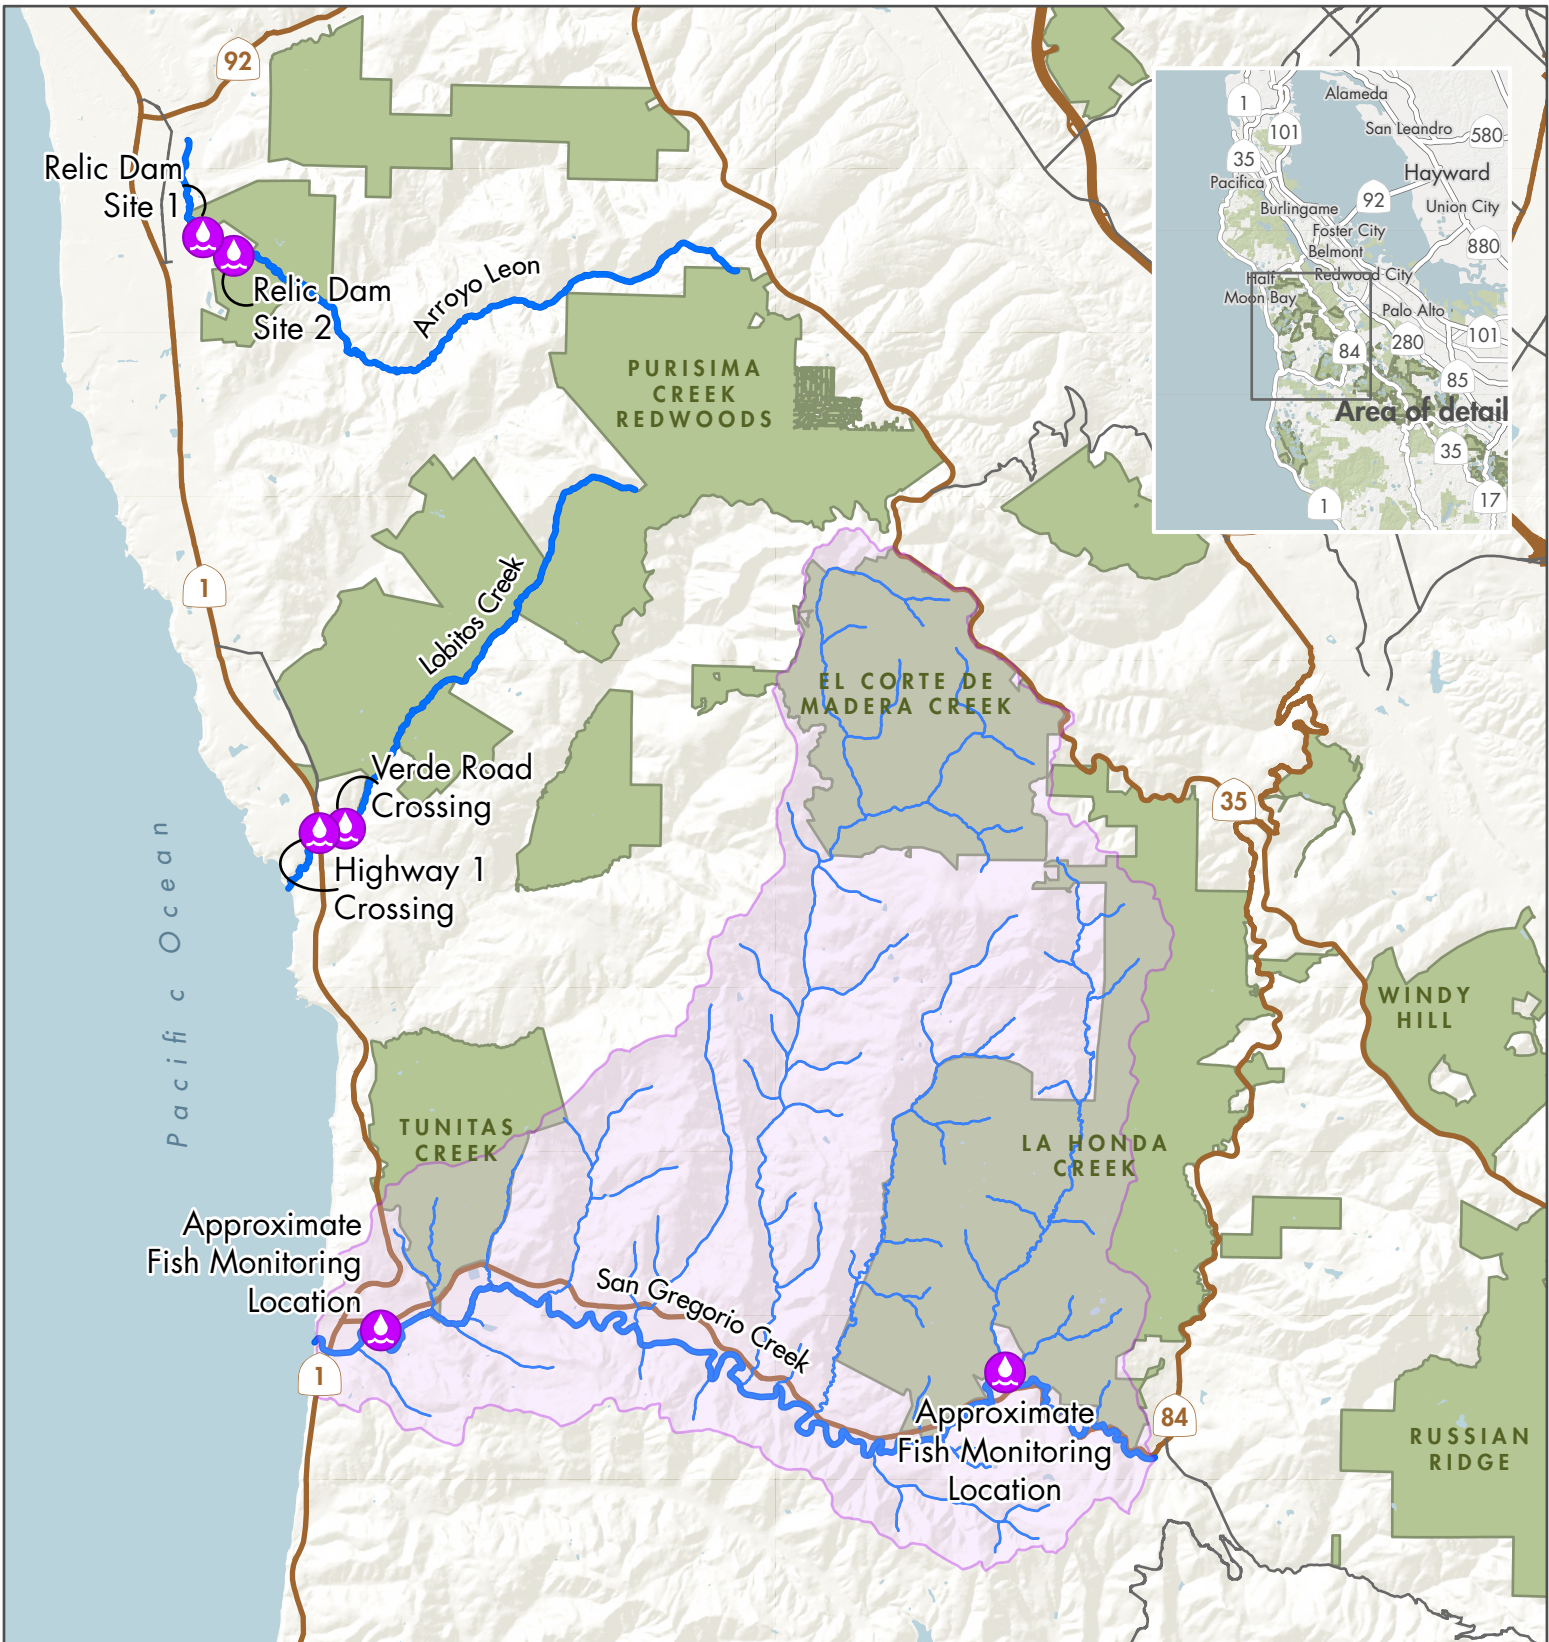 92
Relic Dam
Site 1
Relic Dam
Site 2
Arroyo Leon
PURISIMA
CREEK
REDWOODS
1
Lobitos Creek
Verde Road
Crossing
Highway 1
Crossing
EL CORTE DE
MADERA CREEK
35
Pacific Ocean
WINDY
HILL
TUNITAS
CREEK
LA HONDA
CREEK
Approximate
Fish Monitoring
Location
San Gregorio Creek
1
Approximate
Fish Monitoring
Location
84
RUSSIAN
RIDGE
1
Alameda
101
San Leandro
580
35
Pacifica
Hayward
92
Burlingame
Union City
Foster City
880
Belmont
Half
Moon Bay
Redwood City
Palo Alto
101
280
84
85
Area of detail
35
17
1